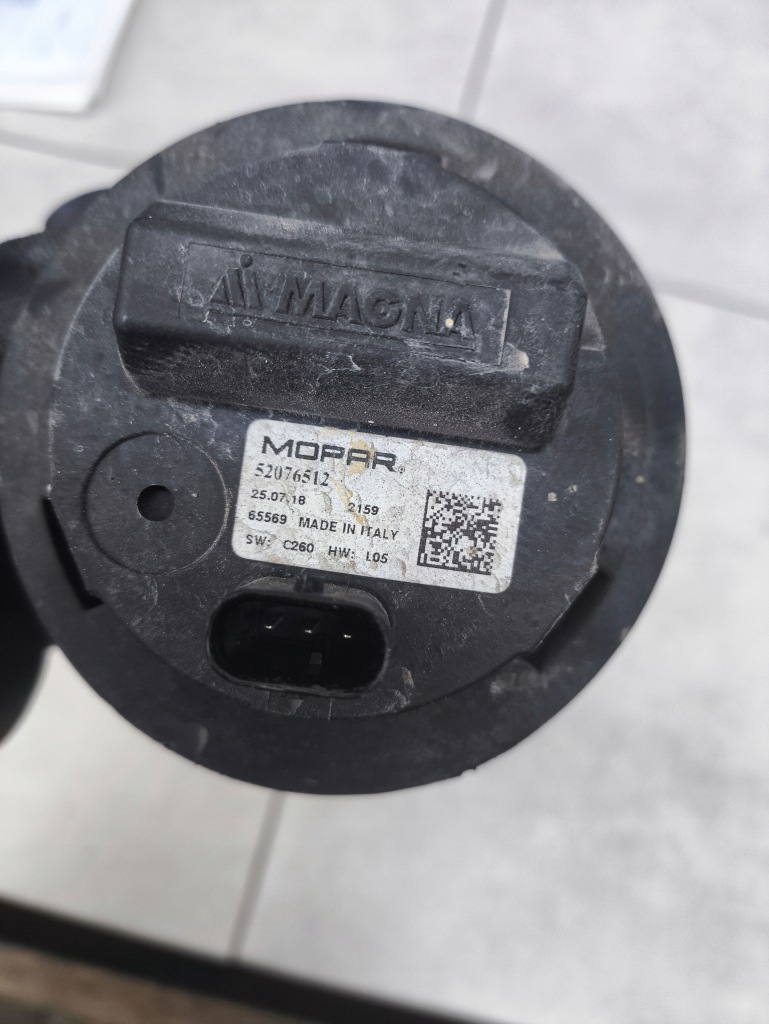 MAGNA
MOPAR®
52076512
25.07.18 2159
65569 MADE IN ITALY
SW: C260 HW: L05